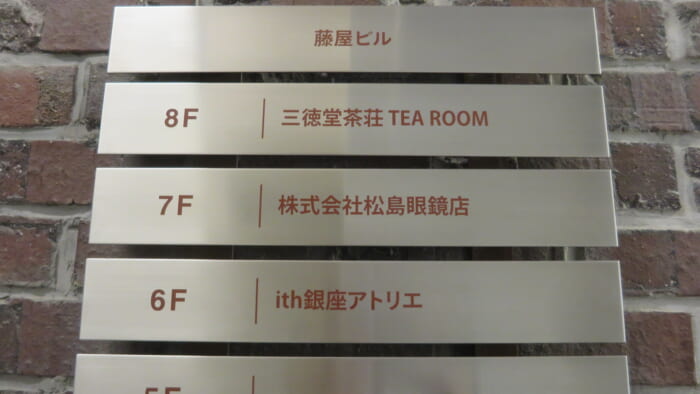 藤屋ビル
8F 三徳堂茶荘 TEA ROOM
7F 株式会社松島眼鏡店
6F ith銀座アトリエ
5F